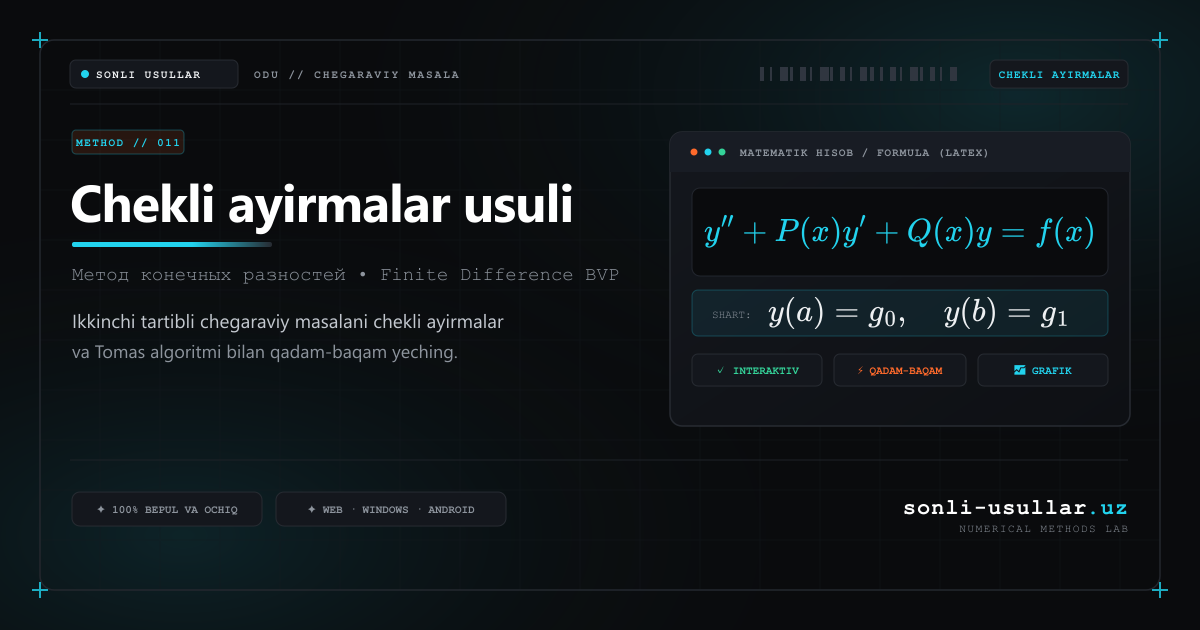 SONLI USULLAR
ODU // CHEGARAVIY MASALA
CHEKLI AYIRMALAR
METHOD // 011
Chekli ayirmalar usuli
Метод конечных разностей • Finite Difference BVP
Ikkinchi tartibli chegaraviy masalani chekli ayirmalar
va Tomas algoritmi bilan qadam-baqam yeching.
MATEMATIK HISOB / FORMULA (LATEX)
y″ + P(x)y′ + Q(x)y = f(x)
SHART: y(a) = g₀, y(b) = g₁
✓ INTERAKTIV
⚡ QADAM-BAQAM
GRAFIK
✦ 100% BEPUL VA OCHIQ
✦ WEB · WINDOWS · ANDROID
sonli-usullar.uz
NUMERICAL METHODS LAB